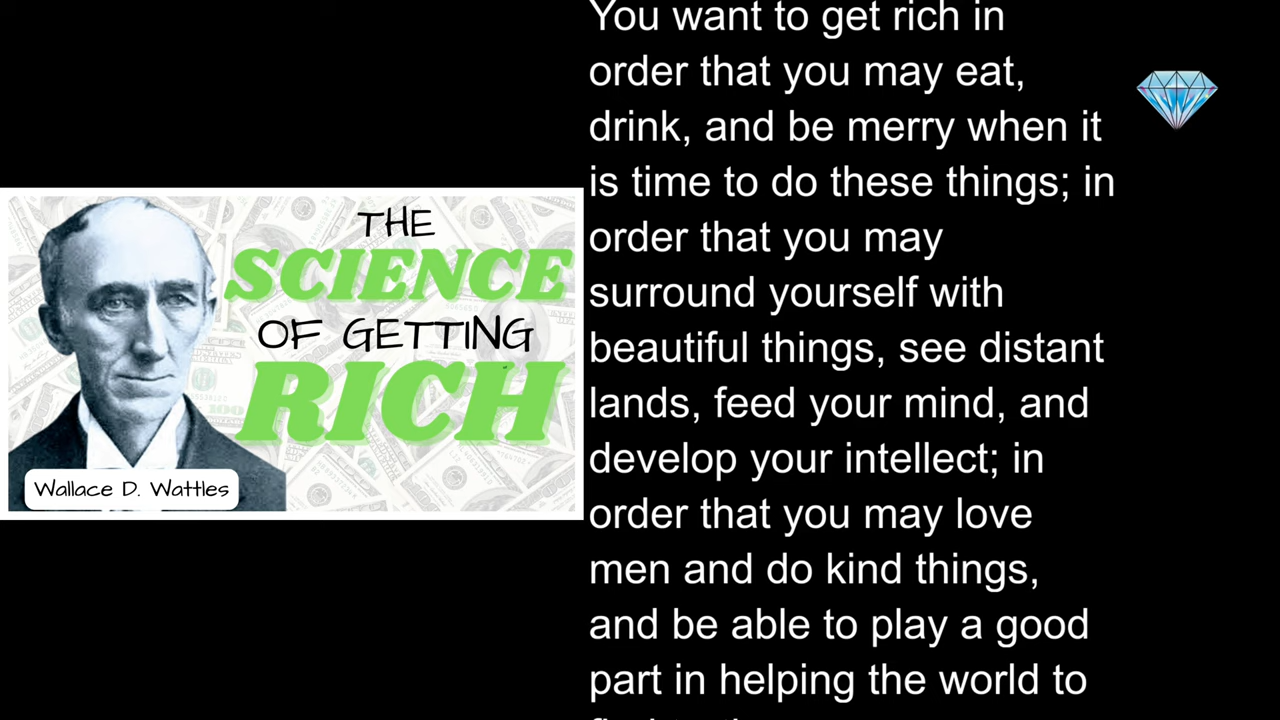 THE
SCIENCE
OF GETTING
RICH
Wallace D. Wattles
You want to get rich in
order that you may eat,
drink, and be merry when it
is time to do these things; in
order that you may
surround yourself with
beautiful things, see distant
lands, feed your mind, and
develop your intellect; in
order that you may love
men and do kind things,
and be able to play a good
part in helping the world to